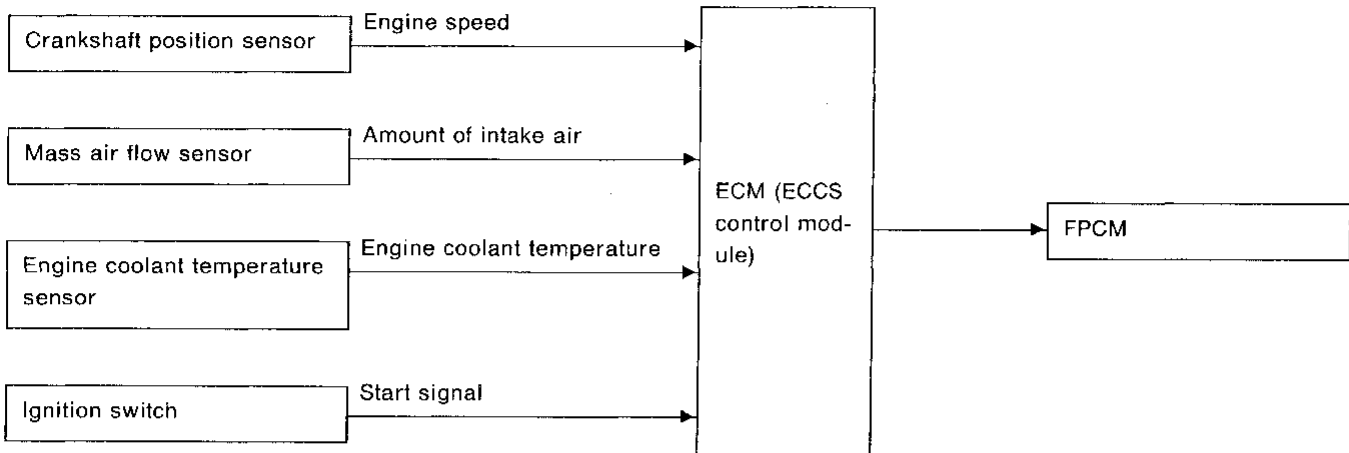 Engine speed
Crankshaft position sensor
Amount of intake air
Mass air flow sensor
Engine coolant temperature
Engine coolant temperature
sensor
Start signal
Ignition switch
ECM (ECCS
control mod-
ule)
FPCM